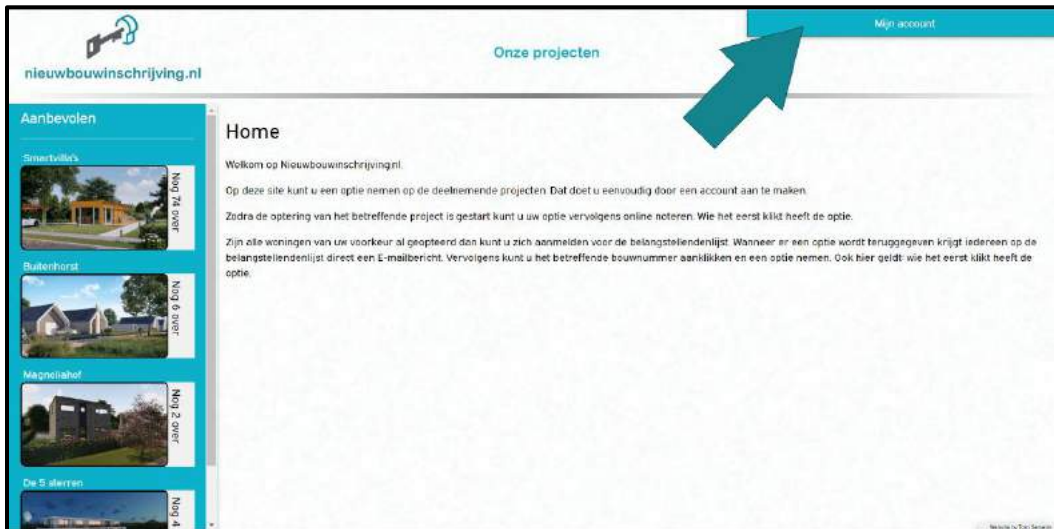 Mijn account
Onze projecten
nieuwbouwinschrijving.nl
Aanbevolen
Smartvilla's
Nog 74 over
Buitenhorst
Nog 6 over
Magnoliahof
Nog 2 over
De 5 sterren
Nog 4
Home
Welkom op Nieuwbouwinschrijving.nl.
Op deze site kunt u een optie nemen op de deelnemende projecten. Dat doet u eenvoudig door een account aan te maken.
Zodra de optering van het betreffende project is gestart kunt u uw optie vervolgens online noteren. Wie het eerst klikt heeft de optie.
Zijn alle woningen van uw voorkeur al geopteerd dan kunt u zich aanmelden voor de belangstellendenlijst. Wanneer er een optie wordt teruggegeven krijgt iedereen op de
belangstellendenlijst direct een E-mailbericht. Vervolgens kunt u het betreffende bouwnummer aanklikken en een optie nemen. Ook hier geldt: wie het eerst klikt heeft de
optie.